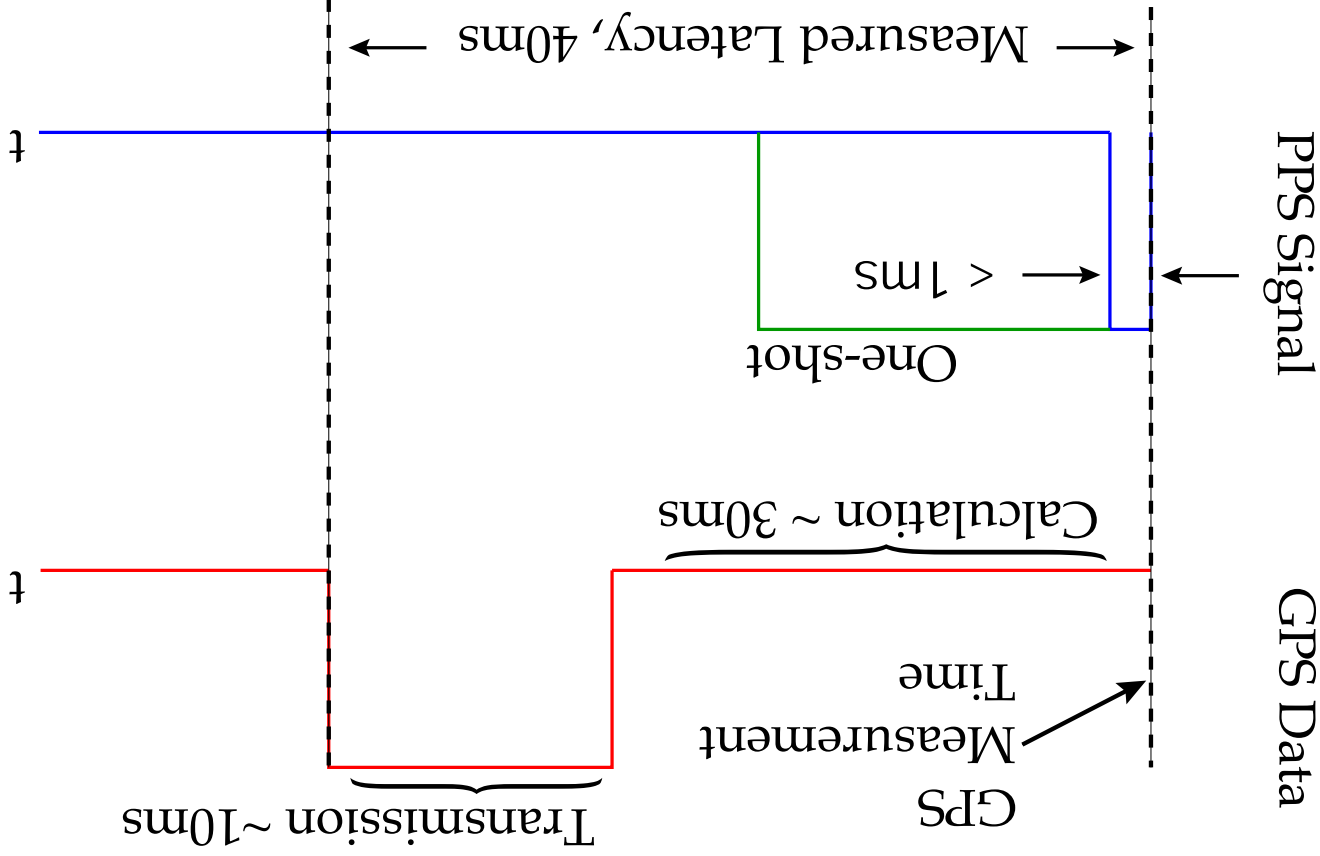 GPS
Measurement
Time
Transmission ~10ms
GPS Data
t
Calculation ~ 30ms
One-shot
< 1ms
PPS Signal
t
Measured Latency, 40ms